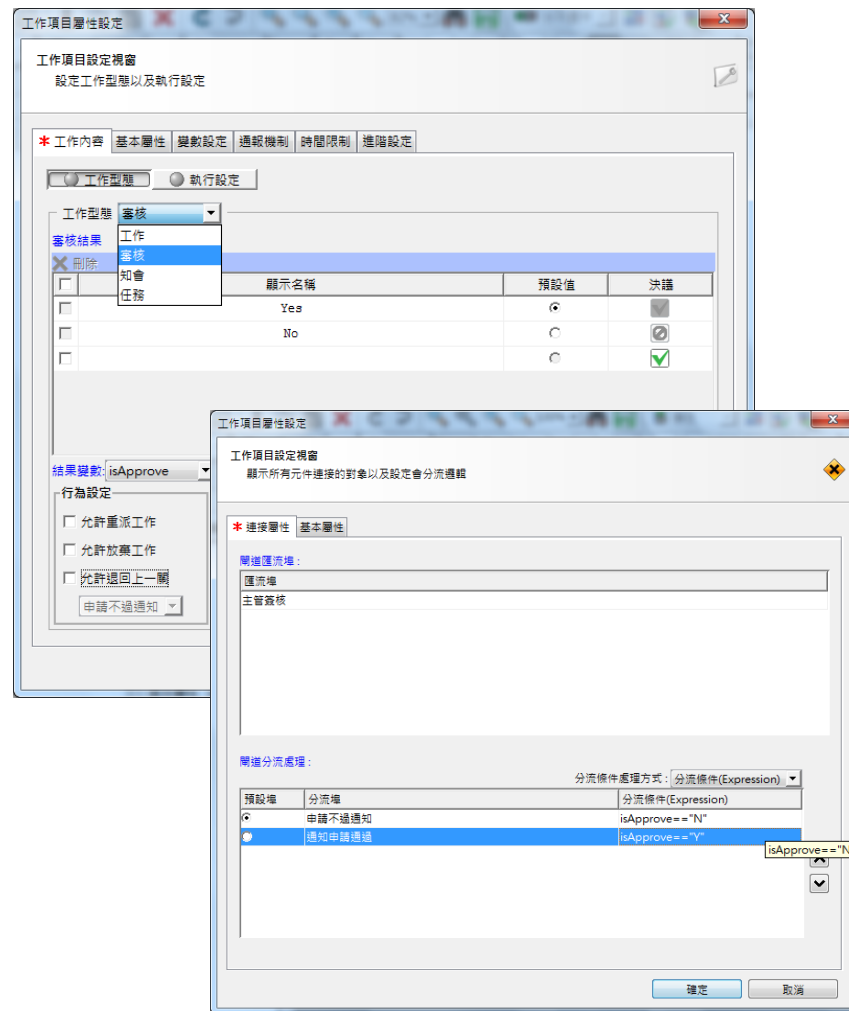 工作項目屬性設定
工作項目設定視窗
設定工作型態以及執行設定
* 工作內容 基本屬性 變數設定 通報機制 時間限制 進階設定
工作型態 執行設定
工作型態 審核
工作
審核
知會
任務
審核結果
刪除
顯示名稱 預設值 決議
Yes
No
結果變數: isApprove
行為設定
允許重派工作
允許放棄工作
允許退回上一關
申請不過通知
工作項目屬性設定
工作項目設定視窗
顯示所有元件連接的對象以及設定會分流邏輯
* 連接屬性 基本屬性
閘道匯流埠 :
匯流埠
主管簽核
閘道分流處理 :
分流條件處理方式 : 分流條件(Expression)
預設埠 分流埠 分流條件(Expression)
申請不過通知 isApprove=="N"
通知申請通過 isApprove=="Y"
isApprove=="N
確定 取消